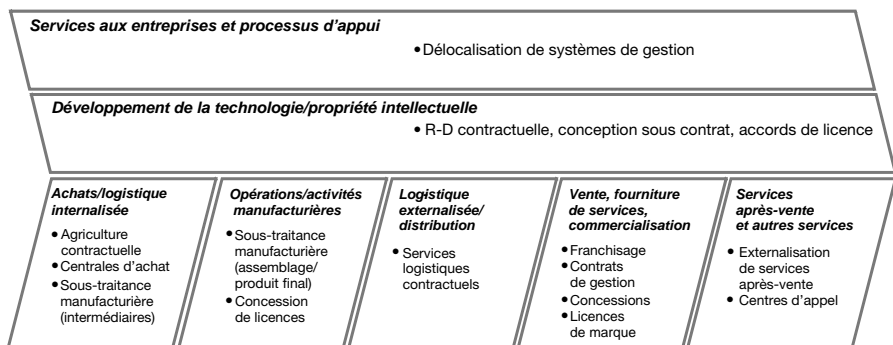 Services aux entreprises et processus d'appui
• Délocalisation de systèmes de gestion
Développement de la technologie/propriété intellectuelle
• R-D contractuelle, conception sous contrat, accords de licence
Achats/logistique
internalisée
• Agriculture
contractuelle
• Centrales d'achat
• Sous-traitance
manufacturière
(intermédiaires)
Opérations/activités
manufacturières
• Sous-traitance
manufacturière
(assemblage/
produit final)
• Concession
de licences
Logistique
externalisée/
distribution
• Services
logistiques
contractuels
Vente, fourniture
de services,
commercialisation
• Franchisage
• Contrats
de gestion
• Concessions
• Licences
de marque
Services
après-vente
et autres services
• Externalisation
de services
après-vente
• Centres d'appel